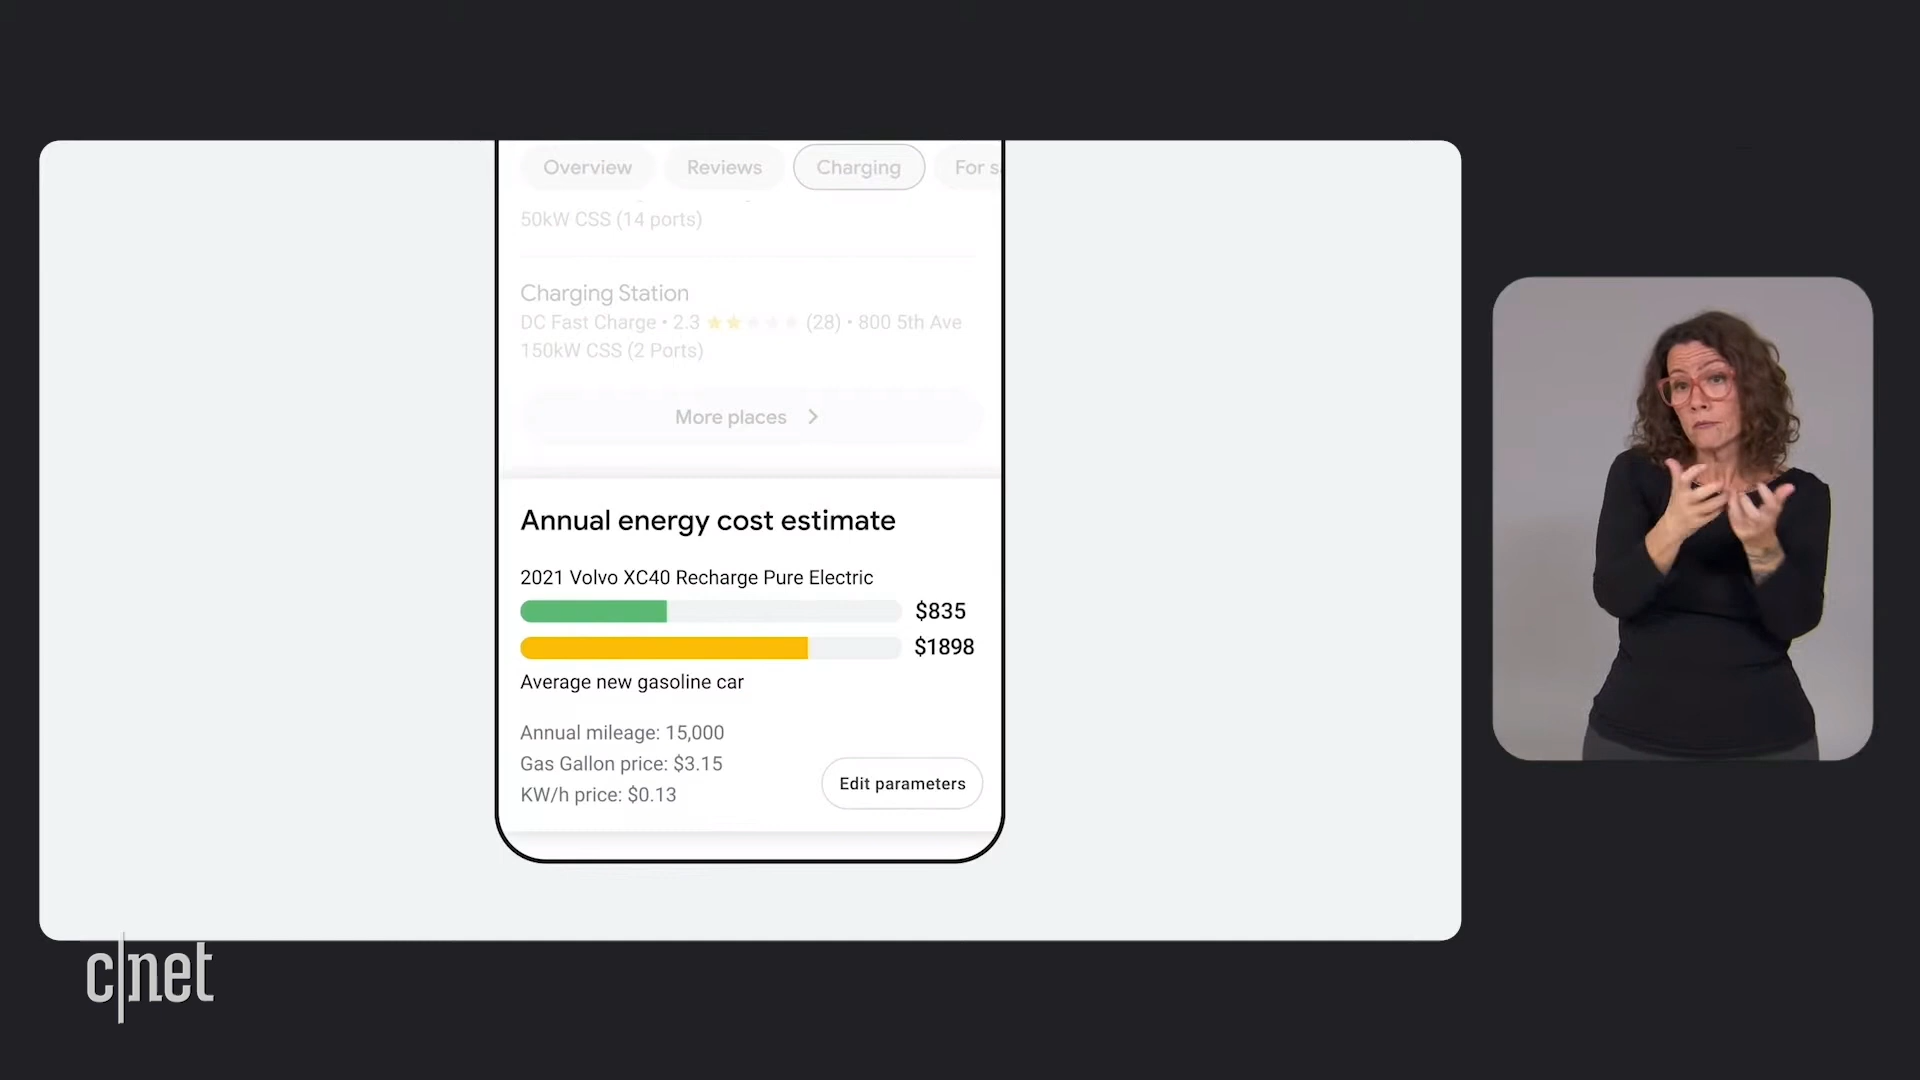 Overview Reviews Charging For s
50kW CSS (14 ports)
Charging Station
DC Fast Charge • 2.3 (28) • 800 5th Ave
150kW CSS (2 Ports)
More places
Annual energy cost estimate
2021 Volvo XC40 Recharge Pure Electric
$835
$1898
Average new gasoline car
Annual mileage: 15,000
Gas Gallon price: $3.15
KW/h price: $0.13
Edit parameters
c|net